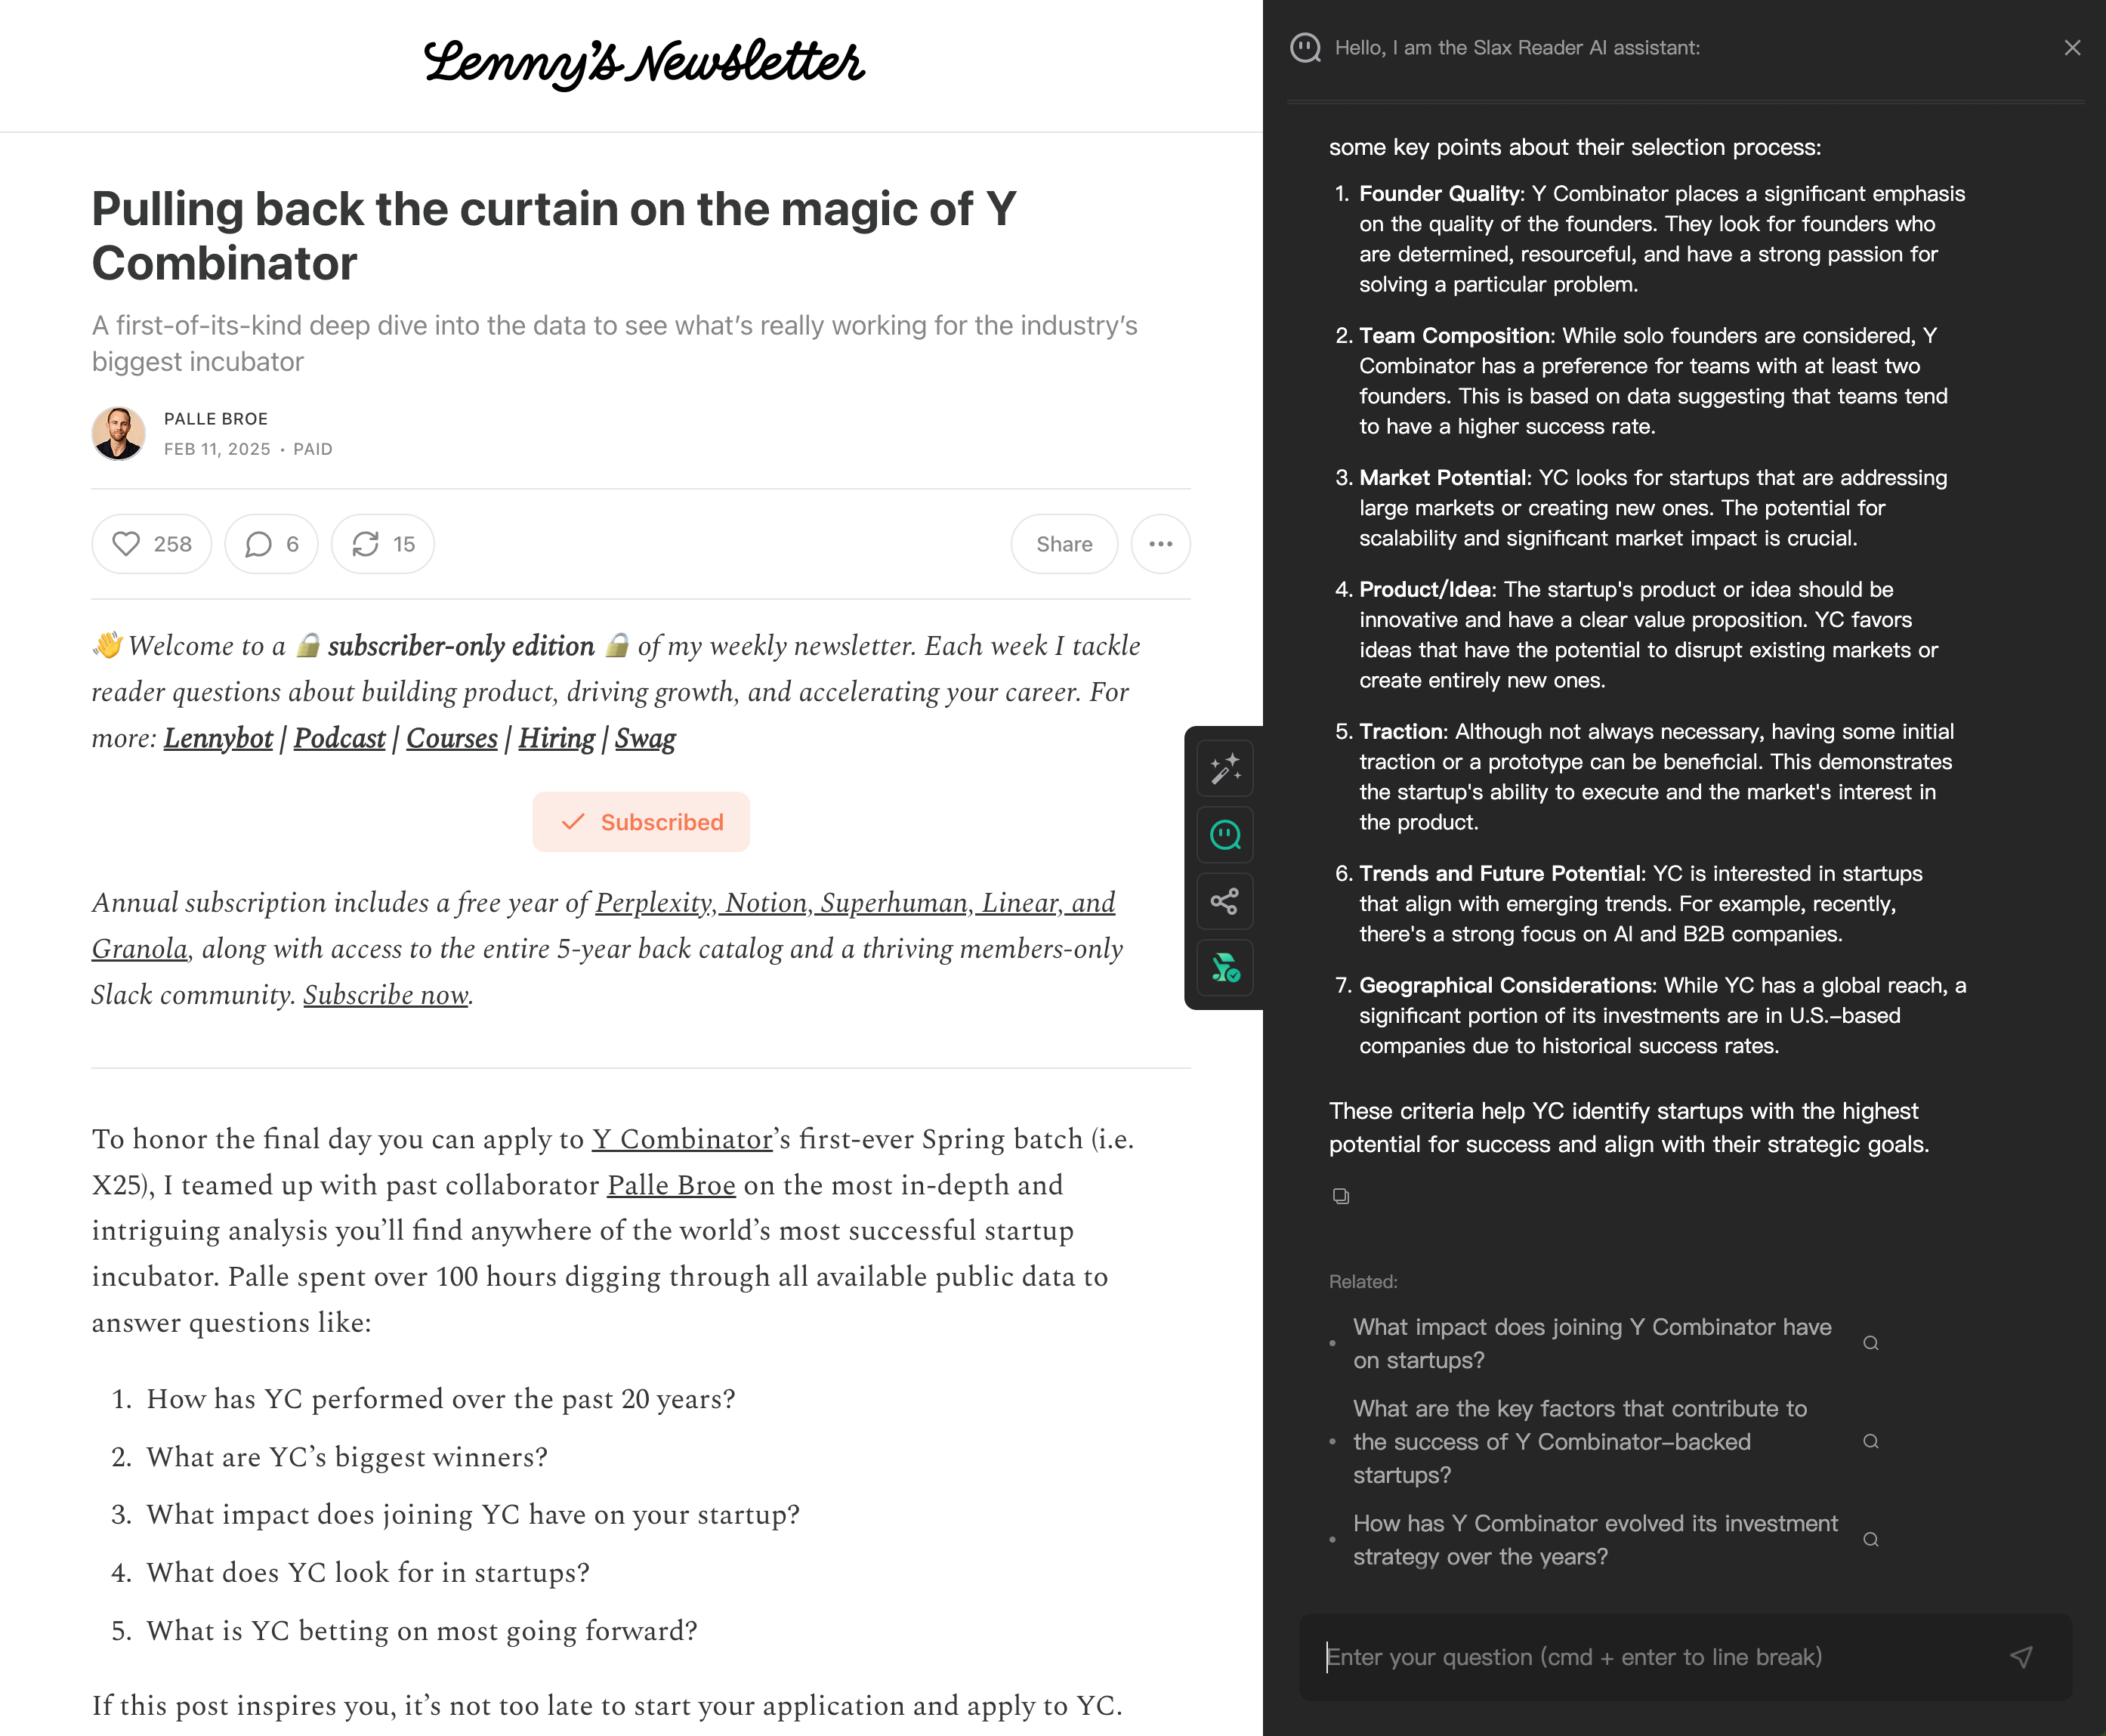 Lenny's Newsletter
Pulling back the curtain on the magic of Y
Combinator
A first-of-its-kind deep dive into the data to see what’s really working for the industry’s
biggest incubator
PALLE BROE
FEB 11, 2025 • PAID
258
6
15
Share
👋 Welcome to a 🔒 subscriber-only edition 🔒 of my weekly newsletter. Each week I tackle
reader questions about building product, driving growth, and accelerating your career. For
more: Lennybot | Podcast | Courses | Hiring | Swag
Subscribed
Annual subscription includes a free year of Perplexity, Notion, Superhuman, Linear, and
Granola, along with access to the entire 5-year back catalog and a thriving members-only
Slack community. Subscribe now.
To honor the final day you can apply to Y Combinator’s first-ever Spring batch (i.e.
X25), I teamed up with past collaborator Palle Broe on the most in-depth and
intriguing analysis you’ll find anywhere of the world’s most successful startup
incubator. Palle spent over 100 hours digging through all available public data to
answer questions like:
1. How has YC performed over the past 20 years?
2. What are YC’s biggest winners?
3. What impact does joining YC have on your startup?
4. What does YC look for in startups?
5. What is YC betting on most going forward?
If this post inspires you, it’s not too late to start your application and apply to YC.
Hello, I am the Slax Reader AI assistant:
some key points about their selection process:
1. Founder Quality: Y Combinator places a significant emphasis
on the quality of the founders. They look for founders who
are determined, resourceful, and have a strong passion for
solving a particular problem.
2. Team Composition: While solo founders are considered, Y
Combinator has a preference for teams with at least two
founders. This is based on data suggesting that teams tend
to have a higher success rate.
3. Market Potential: YC looks for startups that are addressing
large markets or creating new ones. The potential for
scalability and significant market impact is crucial.
4. Product/Idea: The startup's product or idea should be
innovative and have a clear value proposition. YC favors
ideas that have the potential to disrupt existing markets or
create entirely new ones.
5. Traction: Although not always necessary, having some initial
traction or a prototype can be beneficial. This demonstrates
the startup's ability to execute and the market's interest in
the product.
6. Trends and Future Potential: YC is interested in startups
that align with emerging trends. For example, recently,
there's a strong focus on AI and B2B companies.
7. Geographical Considerations: While YC has a global reach, a
significant portion of its investments are in U.S.-based
companies due to historical success rates.
These criteria help YC identify startups with the highest
potential for success and align with their strategic goals.
Related:
• What impact does joining Y Combinator have
on startups?
• What are the key factors that contribute to
the success of Y Combinator-backed
startups?
• How has Y Combinator evolved its investment
strategy over the years?
Enter your question (cmd + enter to line break)